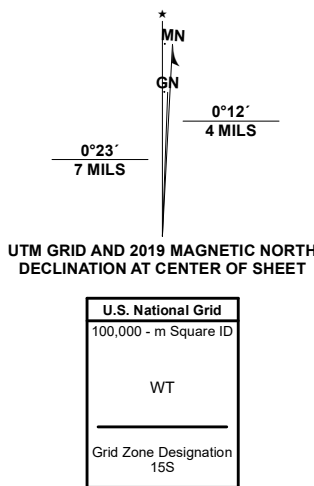 ★
MN
GN
0°12´
4 MILS
0°23´
7 MILS
UTM GRID AND 2019 MAGNETIC NORTH
DECLINATION AT CENTER OF SHEET
U.S. National Grid
100,000 - m Square ID
WT
Grid Zone Designation
15S